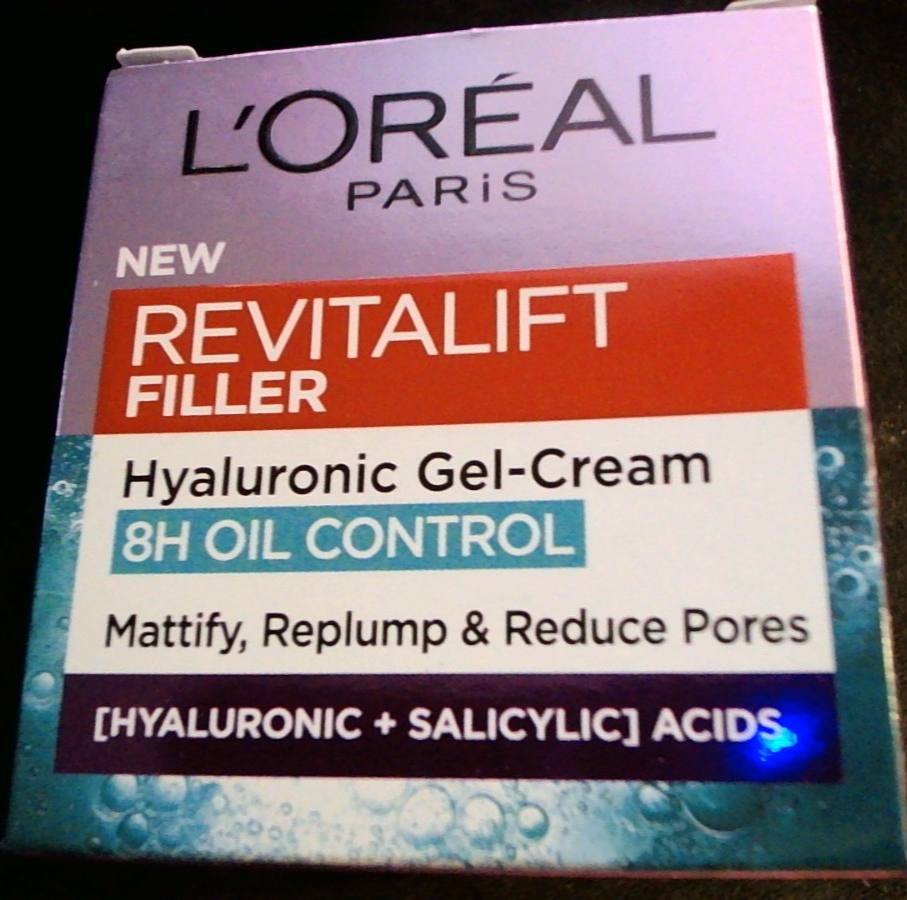 L'ORÉAL
PARiS
NEW
REVITALIFT
FILLER
Hyaluronic Gel-Cream
8H OIL CONTROL
Mattify, Replump & Reduce Pores
[HYALURONIC + SALICYLIC] ACIDS